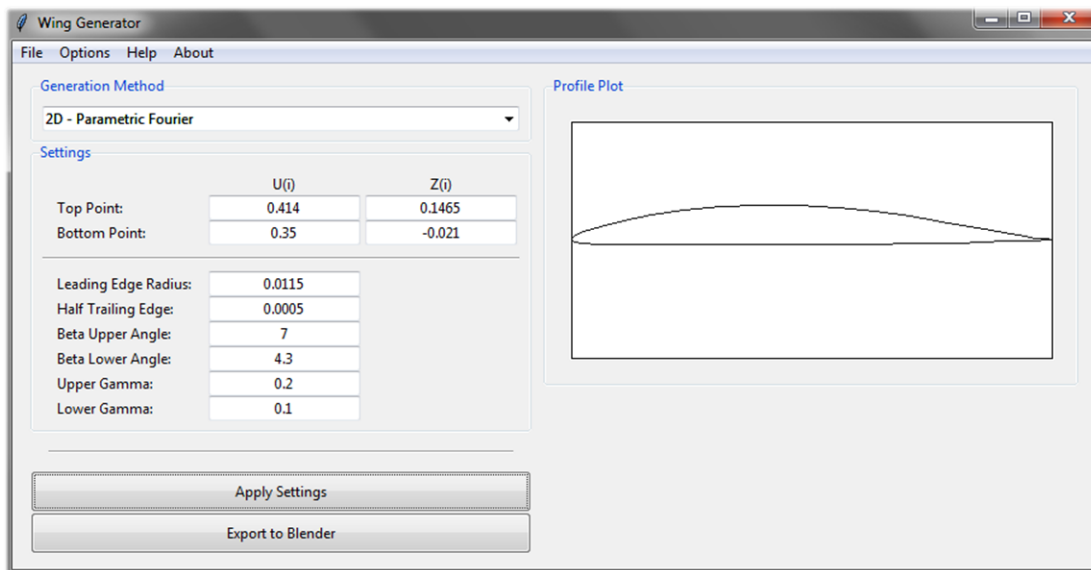 Wing Generator
File Options Help About
Generation Method
2D - Parametric Fourier
Settings
U(i) Z(i)
Top Point: 0.414 0.1465
Bottom Point: 0.35 -0.021
Leading Edge Radius: 0.0115
Half Trailing Edge: 0.0005
Beta Upper Angle: 7
Beta Lower Angle: 4.3
Upper Gamma: 0.2
Lower Gamma: 0.1
Apply Settings
Export to Blender
Profile Plot